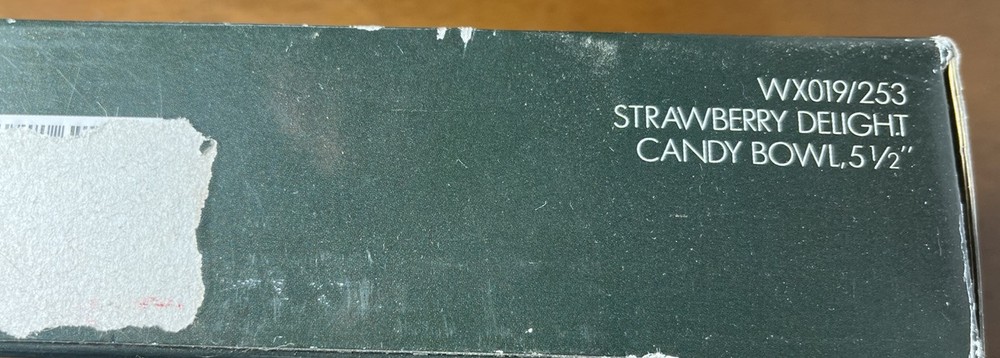 WX019/253
STRAWBERRY DELIGHT
CANDY BOWL, 5 1/2"